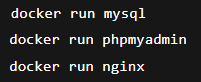 docker run mysql
docker run phpmyadmin
docker run nginx